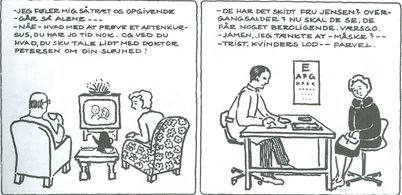 -JEG FØLER MIG SÅ TRÆT OG OPGIVENDE
-GÅR SÅ ALENE ---
-NÅE- HVAD MED AT PRØVE ET AFTENKUR-
SUS, DU HAR JO TID NOK. OG VED DU
HVAD, DU SKU TALE LIDT MED DOKTOR
PETERSEN OM DIN SLØJHED!
-DE HAR DET SKIDT FRU JENSEN? OVER-
GANGSALDER? NU SKAL DE SE, DE
FÅR NOGET BEROLIGENDE. VÆRSGO.
-JAMEN, JEG TÆNKTE AT - MÅSKE?-
-TRIST. KVINDERS LOD-- FARVEL.
E